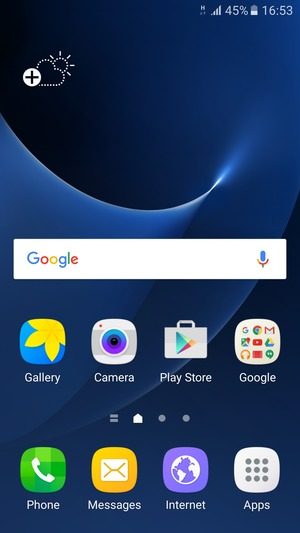 H 45% 16:53
Google
Gallery Camera Play Store Google
Phone Messages Internet Apps